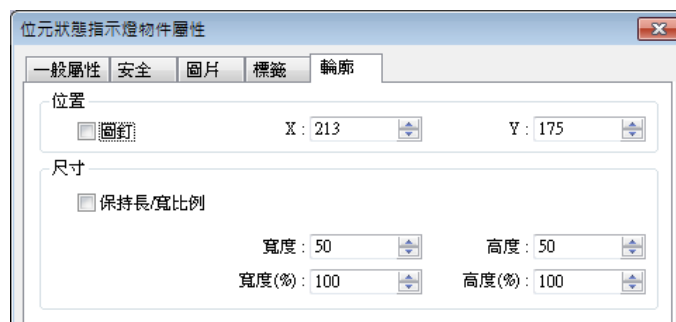 位元狀態指示燈物件屬性
一般屬性 安全 圖片 標籤 輪廓
位置
圖釘 X : 213 Y : 175
尺寸
保持長/寬比例
寬度 : 50 高度 : 50
寬度(%) : 100 高度(%) : 100